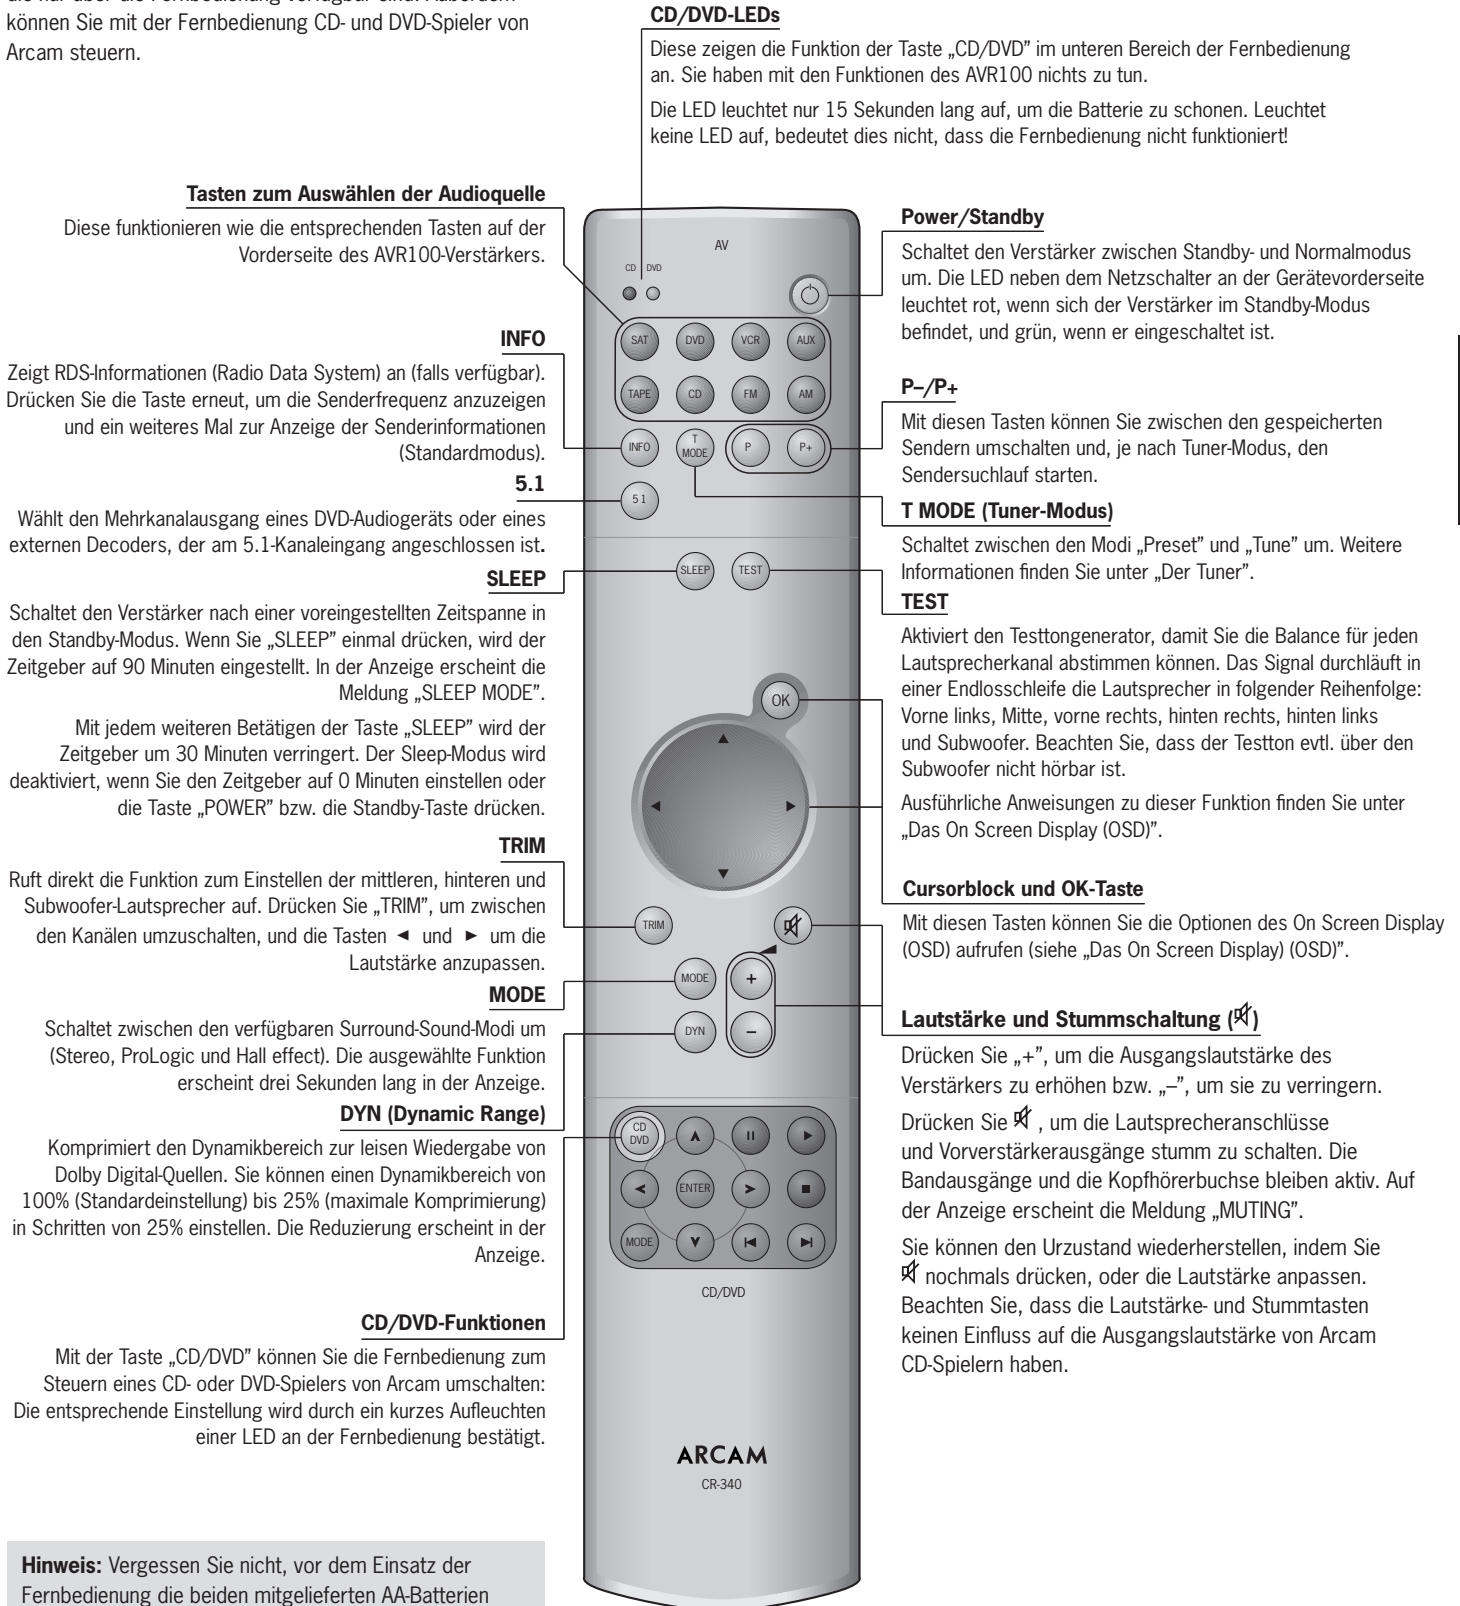 können Sie mit der Fernbedienung CD- und DVD-Spieler von
Arcam steuern.
CD/DVD-LEDs
Diese zeigen die Funktion der Taste „CD/DVD” im unteren Bereich der Fernbedienung
an. Sie haben mit den Funktionen des AVR100 nichts zu tun.
Die LED leuchtet nur 15 Sekunden lang auf, um die Batterie zu schonen. Leuchtet
keine LED auf, bedeutet dies nicht, dass die Fernbedienung nicht funktioniert!
Tasten zum Auswählen der Audioquelle
Diese funktionieren wie die entsprechenden Tasten auf der
Vorderseite des AVR100-Verstärkers.
INFO
Zeigt RDS-Informationen (Radio Data System) an (falls verfügbar).
Drücken Sie die Taste erneut, um die Senderfrequenz anzuzeigen
und ein weiteres Mal zur Anzeige der Senderinformationen
(Standardmodus).
5.1
Wählt den Mehrkanalausgang eines DVD-Audiogeräts oder eines
externen Decoders, der am 5.1-Kanaleingang angeschlossen ist.
SLEEP
Schaltet den Verstärker nach einer voreingestellten Zeitspanne in
den Standby-Modus. Wenn Sie „SLEEP” einmal drücken, wird der
Zeitgeber auf 90 Minuten eingestellt. In der Anzeige erscheint die
Meldung „SLEEP MODE”.
Mit jedem weiteren Betätigen der Taste „SLEEP” wird der
Zeitgeber um 30 Minuten verringert. Der Sleep-Modus wird
deaktiviert, wenn Sie den Zeitgeber auf 0 Minuten einstellen oder
die Taste „POWER” bzw. die Standby-Taste drücken.
TRIM
Ruft direkt die Funktion zum Einstellen der mittleren, hinteren und
Subwoofer-Lautsprecher auf. Drücken Sie „TRIM”, um zwischen
den Kanälen umzuschalten, und die Tasten ◄ und ► um die
Lautstärke anzupassen.
MODE
Schaltet zwischen den verfügbaren Surround-Sound-Modi um
(Stereo, ProLogic und Hall effect). Die ausgewählte Funktion
erscheint drei Sekunden lang in der Anzeige.
DYN (Dynamic Range)
Komprimiert den Dynamikbereich zur leisen Wiedergabe von
Dolby Digital-Quellen. Sie können einen Dynamikbereich von
100% (Standardeinstellung) bis 25% (maximale Komprimierung)
in Schritten von 25% einstellen. Die Reduzierung erscheint in der
Anzeige.
CD/DVD-Funktionen
Mit der Taste „CD/DVD” können Sie die Fernbedienung zum
Steuern eines CD- oder DVD-Spielers von Arcam umschalten:
Die entsprechende Einstellung wird durch ein kurzes Aufleuchten
einer LED an der Fernbedienung bestätigt.
Hinweis: Vergessen Sie nicht, vor dem Einsatz der
Fernbedienung die beiden mitgelieferten AA-Batterien
AV
CD DVD
SAT DVD VCR AUX
TAPE CD FM AM
INFO T MODE P P+
5 1
SLEEP TEST
OK
▲
◄ ►
▼
TRIM
MODE +
DYN –
CD DVD
ENTER
MODE
CD/DVD
ARCAM
CR-340
Power/Standby
Schaltet den Verstärker zwischen Standby- und Normalmodus
um. Die LED neben dem Netzschalter an der Gerätevorderseite
leuchtet rot, wenn sich der Verstärker im Standby-Modus
befindet, und grün, wenn er eingeschaltet ist.
P–/P+
Mit diesen Tasten können Sie zwischen den gespeicherten
Sendern umschalten und, je nach Tuner-Modus, den
Sendersuchlauf starten.
T MODE (Tuner-Modus)
Schaltet zwischen den Modi „Preset” und „Tune” um. Weitere
Informationen finden Sie unter „Der Tuner”.
TEST
Aktiviert den Testtongenerator, damit Sie die Balance für jeden
Lautsprecherkanal abstimmen können. Das Signal durchläuft in
einer Endlosschleife die Lautsprecher in folgender Reihenfolge:
Vorne links, Mitte, vorne rechts, hinten rechts, hinten links
und Subwoofer. Beachten Sie, dass der Testton evtl. über den
Subwoofer nicht hörbar ist.
Ausführliche Anweisungen zu dieser Funktion finden Sie unter
„Das On Screen Display (OSD)”.
Cursorblock und OK-Taste
Mit diesen Tasten können Sie die Optionen des On Screen Display
(OSD) aufrufen (siehe „Das On Screen Display) (OSD)”.
Lautstärke und Stummschaltung ( )
Drücken Sie „+”, um die Ausgangslautstärke des
Verstärkers zu erhöhen bzw. „–”, um sie zu verringern.
Drücken Sie , um die Lautsprecheranschlüsse
und Vorverstärkerausgänge stumm zu schalten. Die
Bandausgänge und die Kopfhörerbuchse bleiben aktiv. Auf
der Anzeige erscheint die Meldung „MUTING”.
Sie können den Urzustand wiederherstellen, indem Sie
nochmals drücken, oder die Lautstärke anpassen.
Beachten Sie, dass die Lautstärke- und Stummtasten
keinen Einfluss auf die Ausgangslautstärke von Arcam
CD-Spielern haben.